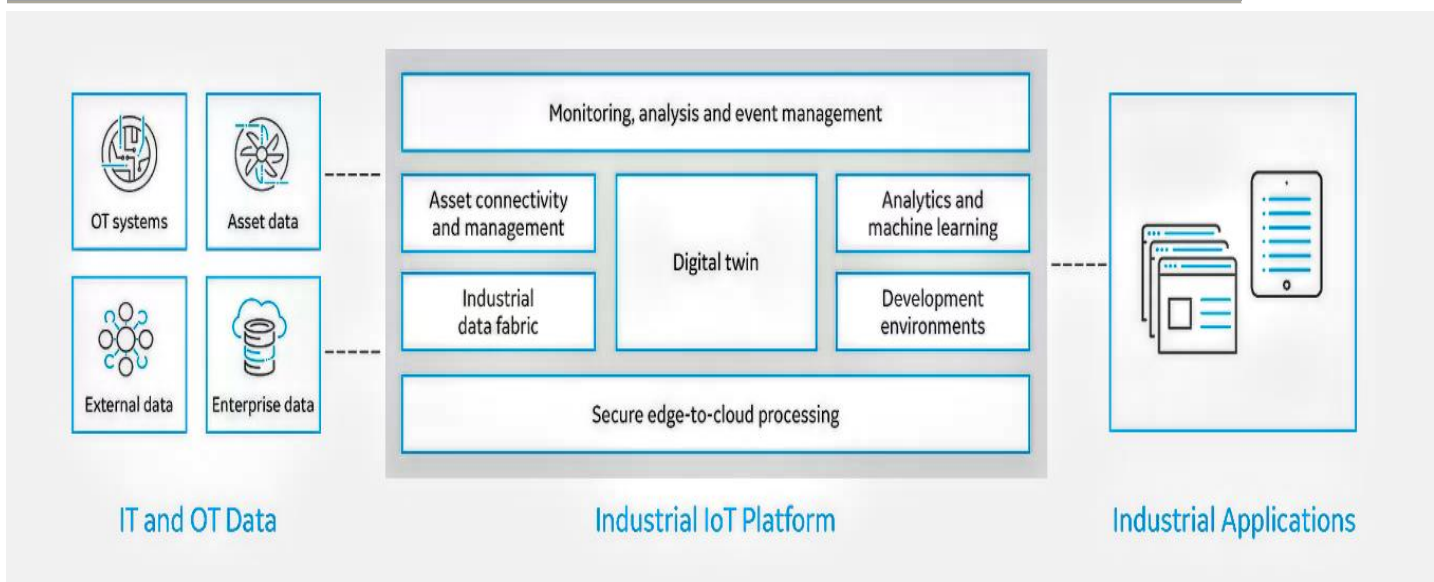 Monitoring, analysis and event management
OT systems
Asset data
Asset connectivity
and management
Digital twin
Analytics and
machine learning
Industrial
data fabric
Development
environments
External data
Enterprise data
Secure edge-to-cloud processing
IT and OT Data
Industrial IoT Platform
Industrial Applications